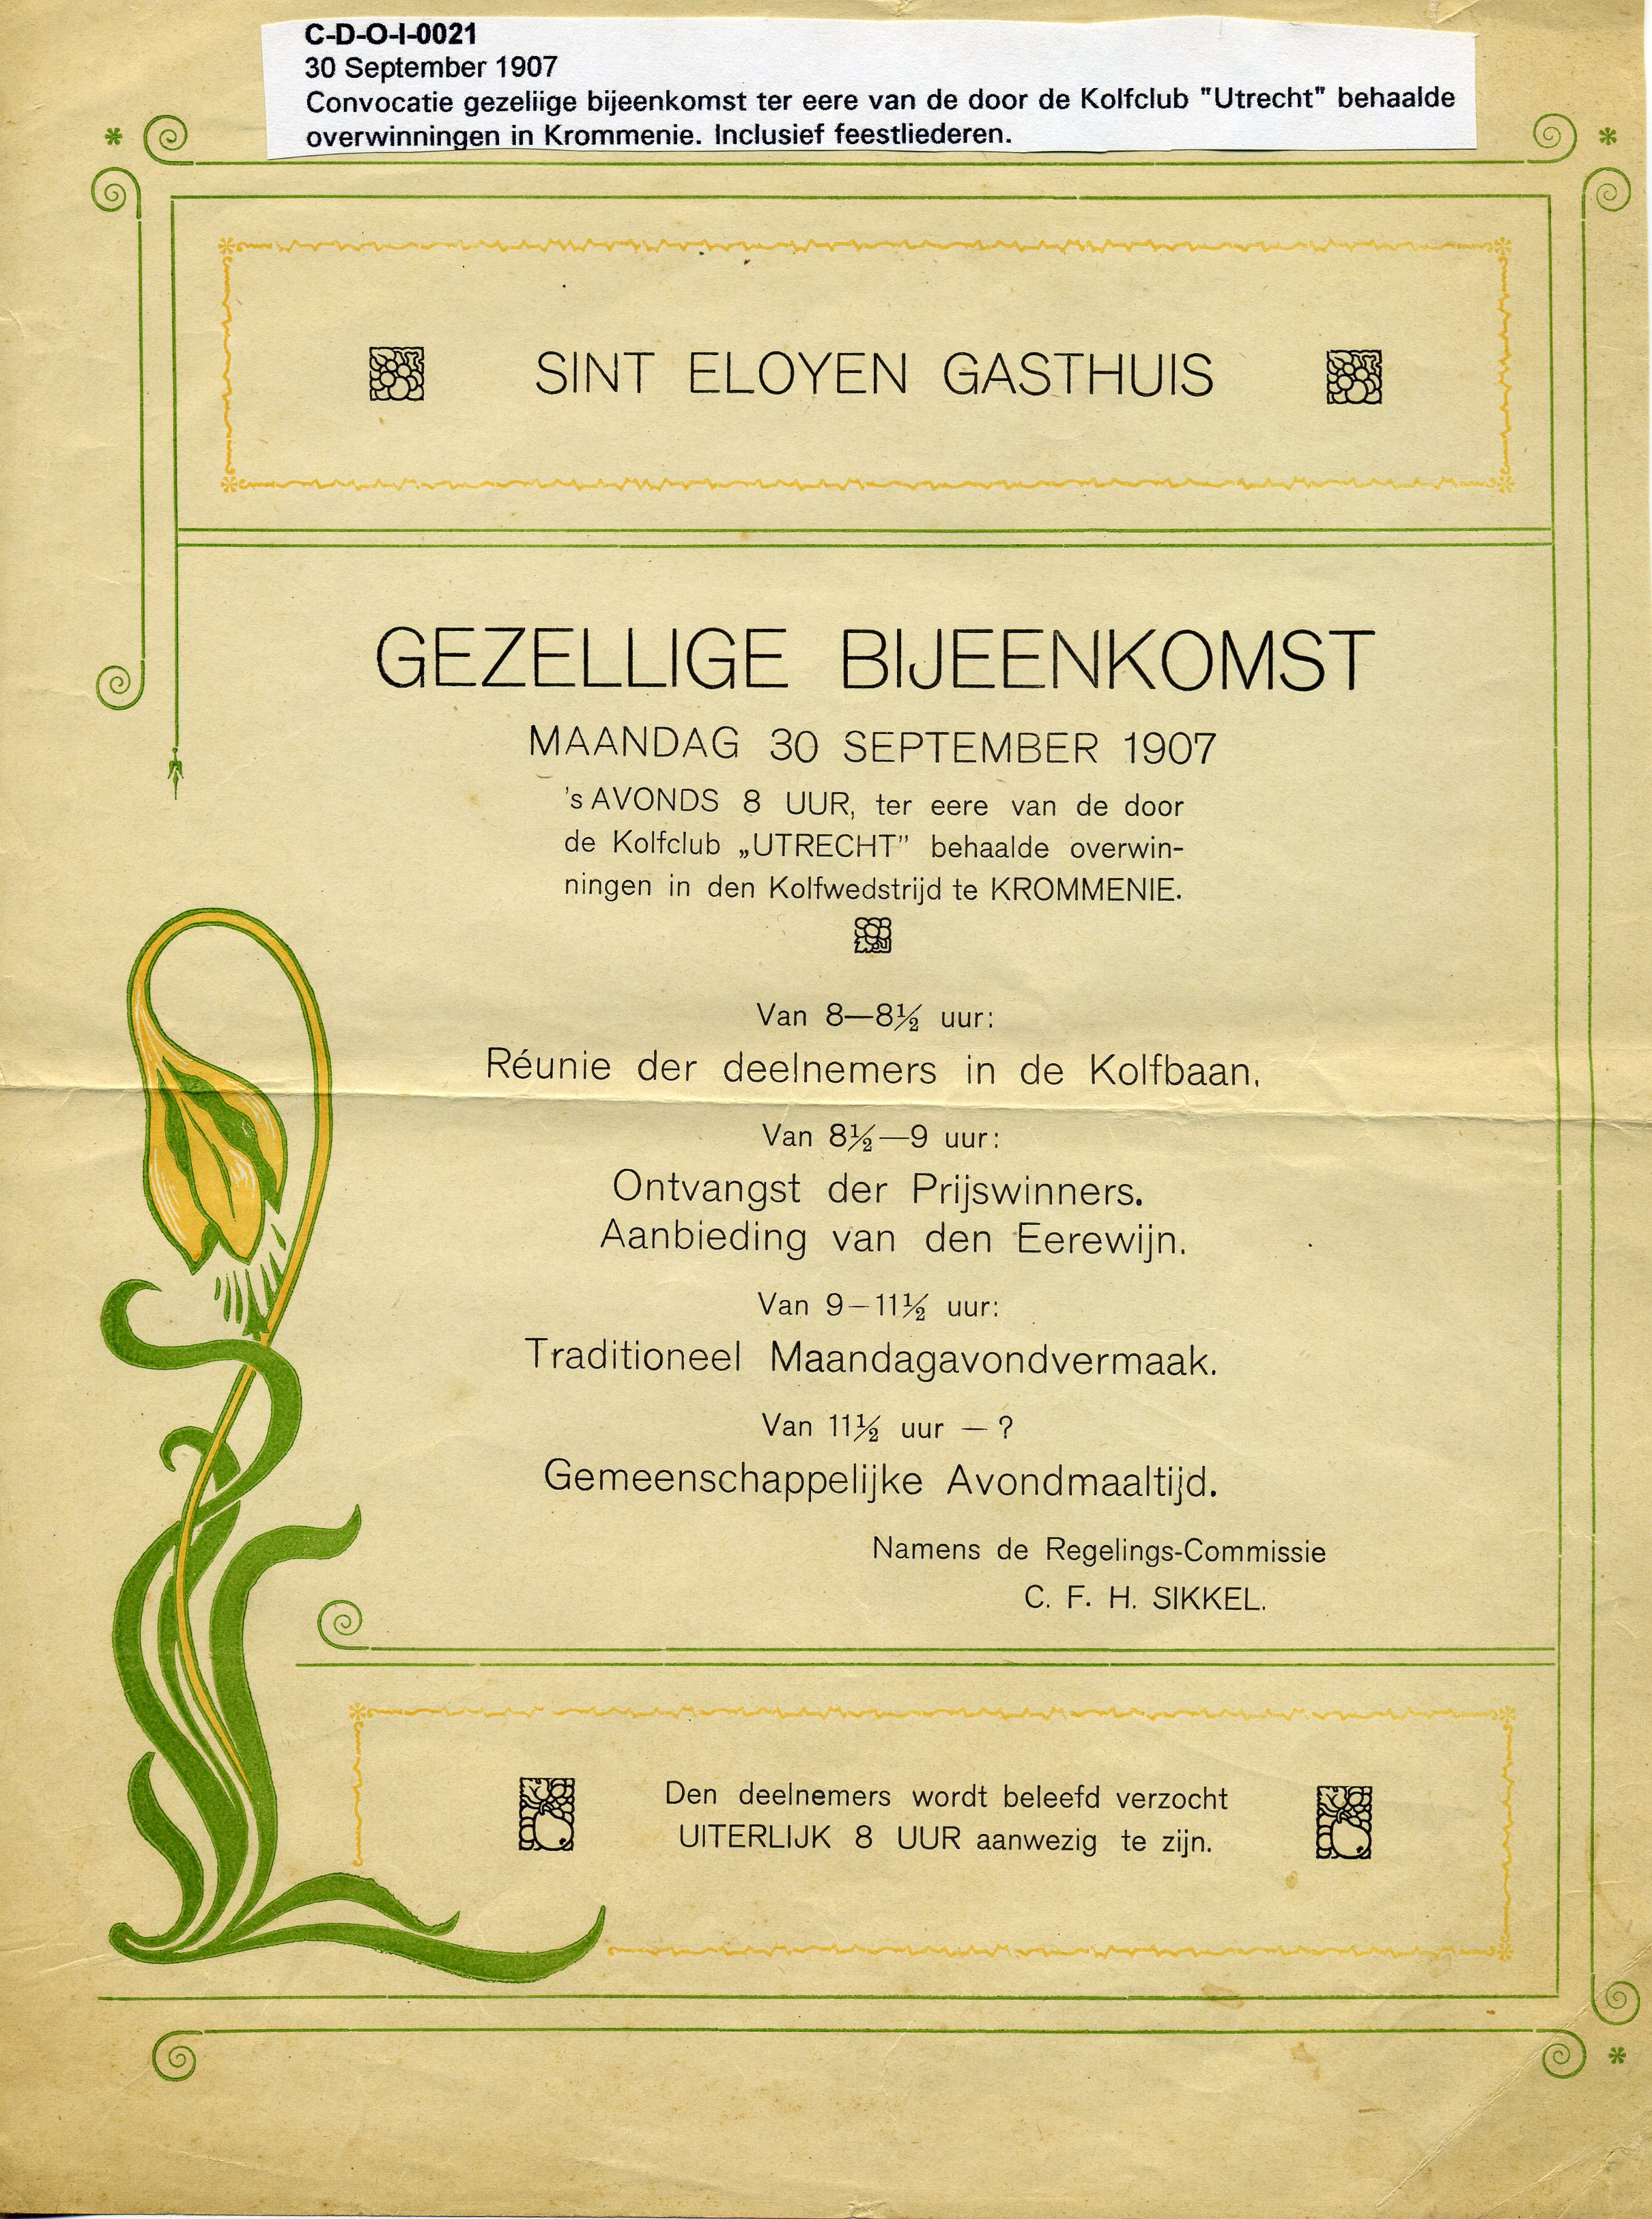 C-D-O-I-0021
30 September 1907
Convocatie gezeliige bijeenkomst ter eere van de door de Kolfclub "Utrecht" behaalde
overwinningen in Krommenie. Inclusief feestliederen.
SINT ELOYEN GASTHUIS
GEZELLIGE BIJEENKOMST
MAANDAG 30 SEPTEMBER 1907
's AVONDS 8 UUR, ter eere van de door
de Kolfclub „UTRECHT” behaalde overwin-
ningen in den Kolfwedstrijd te KROMMENIE.
Van 8—8½ uur:
Réunie der deelnemers in de Kolfbaan.
Van 8½—9 uur:
Ontvangst der Prijswinners.
Aanbieding van den Eerewijn.
Van 9—11½ uur:
Traditioneel Maandagavondvermaak.
Van 11½ uur — ?
Gemeenschappelijke Avondmaaltijd.
Namens de Regelings-Commissie
C. F. H. SIKKEL.
Den deelnemers wordt beleefd verzocht
UITERLIJK 8 UUR aanwezig te zijn.